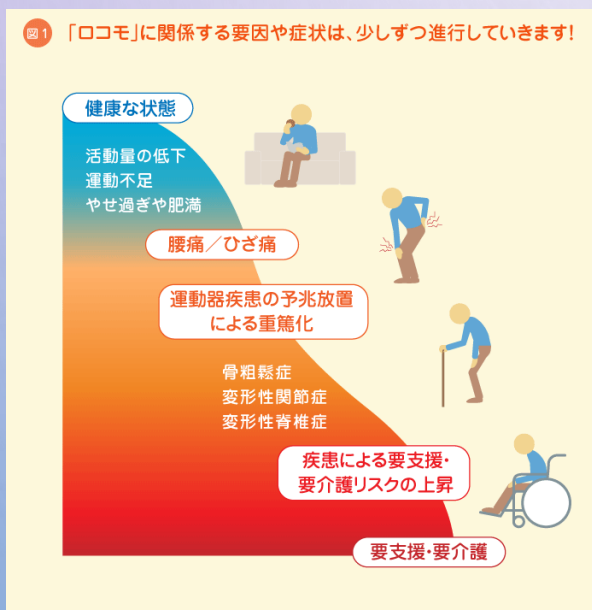 図1 「ロコモ」に関係する要因や症状は、少しずつ進行していきます!
健康な状態
活動量の低下
運動不足
やせ過ぎや肥満
腰痛／ひざ痛
運動器疾患の予兆放置
による重篤化
骨粗鬆症
変形性関節症
変形性脊椎症
疾患による要支援・
要介護リスクの上昇
要支援・要介護